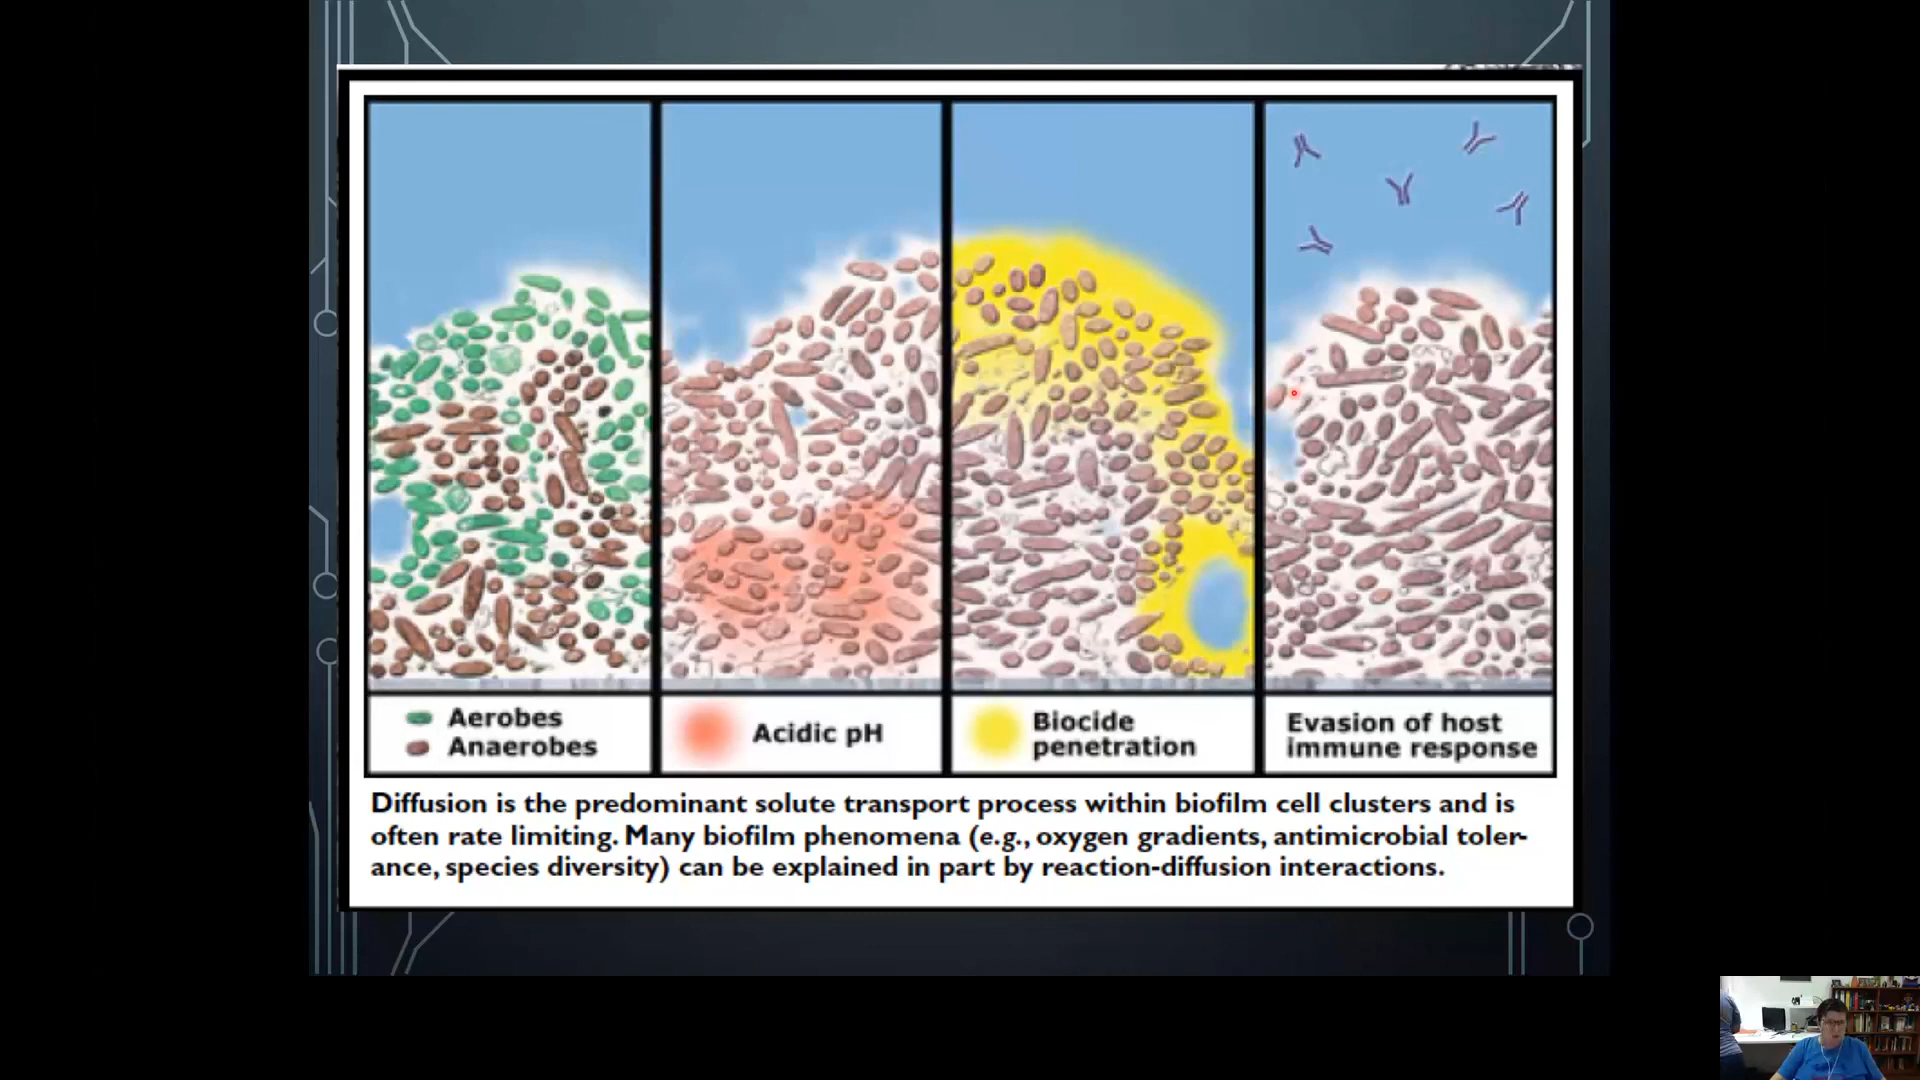 Aerobes
Anaerobes
Acidic pH
Biocide
penetration
Evasion of host
immune response
Diffusion is the predominant solute transport process within biofilm cell clusters and is
often rate limiting. Many biofilm phenomena (e.g., oxygen gradients, antimicrobial toler-
ance, species diversity) can be explained in part by reaction-diffusion interactions.